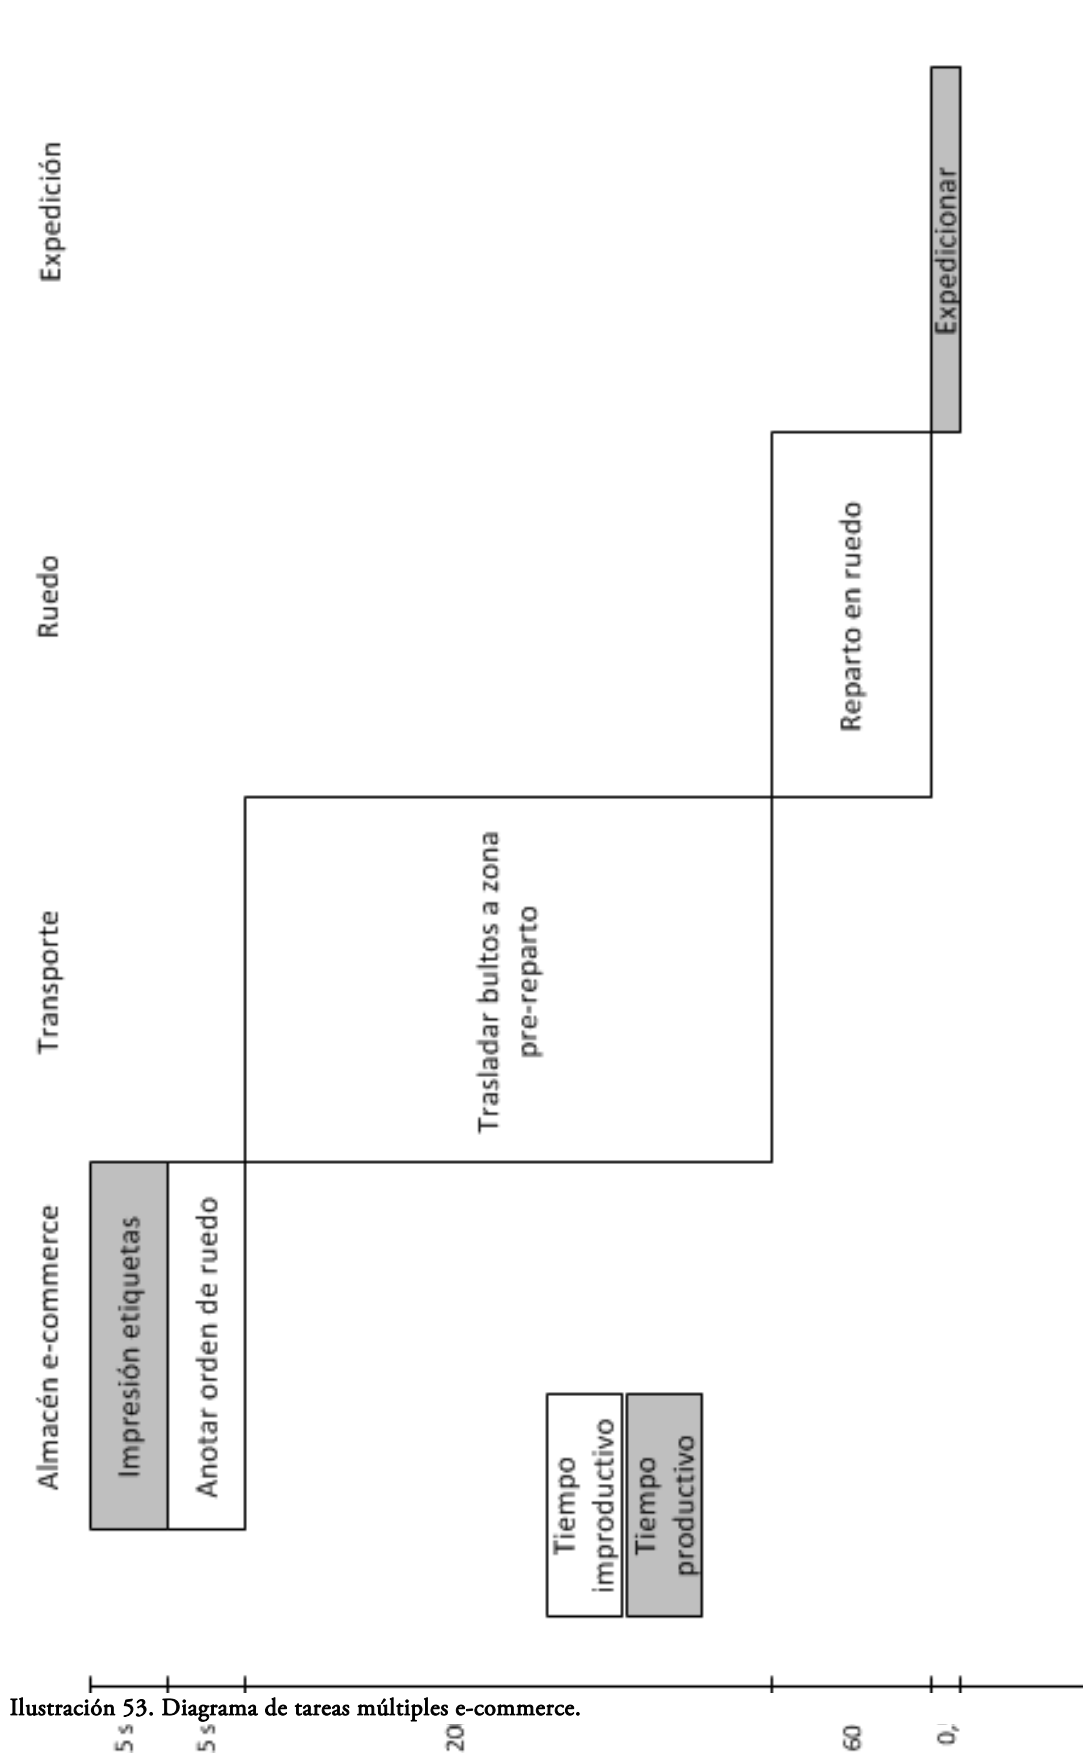 Almacén e-commerce
Transporte
Ruedo
Expedición
Impresión etiquetas
Anotar orden de ruedo
Trasladar bultos a zona
pre-reparto
Reparto en ruedo
Expedicionar
Tiempo
improductivo
Tiempo
productivo
5 s
5 s
20
60
0,
Ilustración 53. Diagrama de tareas múltiples e-commerce.